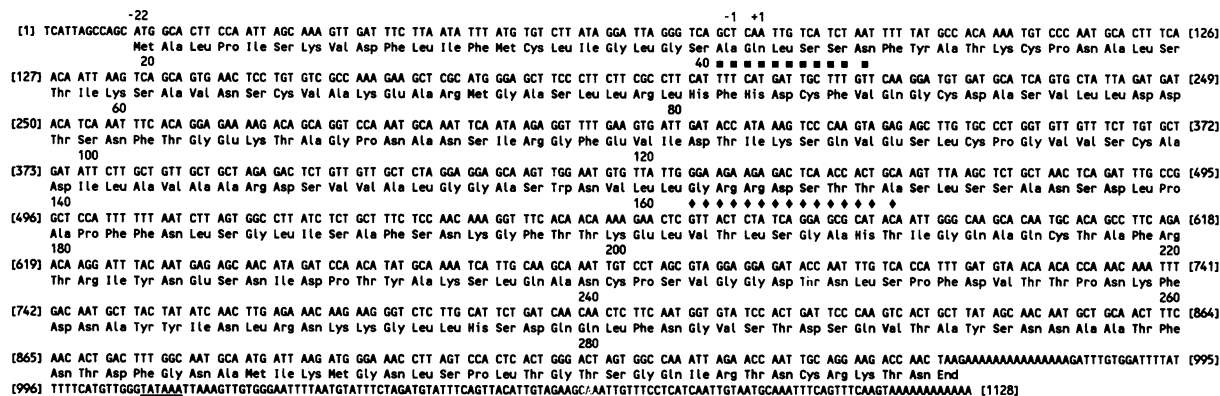 -22 -1 +1
[1] TCATTAGCCAGC ATG GCA CTT CCA ATT AGC AAA GTT GAT TTC TTA ATA TTT ATG TGT CTT ATA GGA TTA GGG TCA GCT CAA TTG TCA TCT AAT TTT TAT GCC ACA AAA TGT CCC AAT GCA CTT TCA [126]
Met Ala Leu Pro Ile Ser Lys Val Asp Phe Leu Ile Phe Met Cys Leu Ile Gly Leu Gly Ser Ala Gln Leu Ser Ser Asn Phe Tyr Ala Thr Lys Cys Pro Asn Ala Leu Ser
20 40 ■ ■ ■ ■ ■ ■ ■ ■ ■
[127] ACA ATT AAG TCA GCA GTG AAC TCC TGT GTC GCC AAA GAA GCT CGC ATG GGA GCT TCC CTT CTT CGC CTT CAT TTT CAT GAT TGC TTT GTT CAA GGA TGT GAT GCA TCA GTG CTA TTA GAT GAT [249]
Thr Ile Lys Ser Ala Val Asn Ser Cys Val Ala Lys Glu Ala Arg Met Gly Ala Ser Leu Leu Arg Leu His Phe His Asp Cys Phe Val Gln Gly Cys Asp Ala Ser Val Leu Leu Asp Asp
60 80
[250] ACA TCA AAT TTC ACA GGA GAA AAG ACA GCA GGT CCA AAT GCA AAT TCA ATA AGA GGT TTT GAA GTG ATT GAT ACC ATA AAG TCC CAA GTA GAG AGC TTG TGC CCT GGT GTT GTT TCT TGT GCT [372]
Thr Ser Asn Phe Thr Gly Glu Lys Thr Ala Gly Pro Asn Ala Asn Ser Ile Arg Gly Phe Glu Val Ile Asp Thr Ile Lys Ser Gln Val Glu Ser Leu Cys Pro Gly Val Val Ser Cys Ala
100 120
[373] GAT ATT CTT GCT GTT GCT GCT AGA GAC TCT GTT GTT GCT CTA GGA GGA GCA AGT TGG AAT GTG TTA TTG GGA AGA AGA GAC TCA ACC ACT GCA AGT TTA AGC TCT GCT AAC TCA GAT TTG CCG [495]
Asp Ile Leu Ala Val Ala Ala Arg Asp Ser Val Val Ala Leu Gly Gly Ala Ser Trp Asn Val Leu Leu Gly Arg Arg Asp Ser Thr Thr Ala Ser Leu Ser Ser Ala Asn Ser Asp Leu Pro
140 160 ◆ ◆ ◆ ◆ ◆ ◆ ◆ ◆ ◆ ◆ ◆ ◆ ◆
[496] GCT CCA TTT TTT AAT CTT AGT GGC CTT ATC TCT GCT TTC TCC AAC AAA GGT TTC ACA ACA AAA GAA CTC GTT ACT CTA TCA GGA GCG CAT ACA ATT GGG CAA GCA CAA TGC ACA GCC TTC AGA [618]
Ala Pro Phe Phe Asn Leu Ser Gly Leu Ile Ser Ala Phe Ser Asn Lys Gly Phe Thr Thr Lys Glu Leu Val Thr Leu Ser Gly Ala His Thr Ile Gly Gln Ala Gln Cys Thr Ala Phe Arg
180 200 220
[619] ACA AGG ATT TAC AAT GAG AGC AAC ATA GAT CCA ACA TAT GCA AAA TCA TTG CAA GCA AAT TGT CCT AGC GTA GGA GGA GAT ACC AAT TTG TCA CCA TTT GAT GTA ACA ACA CCA AAC AAA TTT [741]
Thr Arg Ile Tyr Asn Glu Ser Asn Ile Asp Pro Thr Tyr Ala Lys Ser Leu Gln Ala Asn Cys Pro Ser Val Gly Gly Asp Thr Asn Leu Ser Pro Phe Asp Val Thr Thr Pro Asn Lys Phe
240 260
[742] GAC AAT GCT TAC TAT ATC AAC TTG AGA AAC AAG AAG GGT CTC TTG CAT TCT GAT CAA CAA CTC TTC AAT GGT GTA TCC ACT GAT TCC CAA GTC ACT GCT TAT AGC AAC AAT GCT GCA ACT TTC [864]
Asp Asn Ala Tyr Tyr Ile Asn Leu Arg Asn Lys Lys Gly Leu Leu His Ser Asp Gln Gln Leu Phe Asn Gly Val Ser Thr Asp Ser Gln Val Thr Ala Tyr Ser Asn Asn Ala Ala Thr Phe
280
[865] AAC ACT GAC TTT GGC AAT GCA ATG ATT AAG ATG GGA AAC CTT AGT CCA CTC ACT GGG ACT AGT GGC CAA ATT AGA ACC AAT TGC AGG AAG ACC AAC TAAGAAAAAAAAAAAAAAAGATTTGTGGATTTTAT [995]
Asn Thr Asp Phe Gly Asn Ala Met Ile Lys Met Gly Asn Leu Ser Pro Leu Thr Gly Thr Ser Gly Gln Ile Arg Thr Asn Cys Arg Lys Thr Asn End
[996] TTTTCATGTTGGGTATAAATTAAAGTTGTGGGAATTTTAATGTATTTCTAGATGTATTTCAGTTACATTGTAGAAGCAAATTGTTTCCTCATCAATTGTAATGCAAATTTCAGTTTCAAGTAAAAAAAAAAAA [1128]